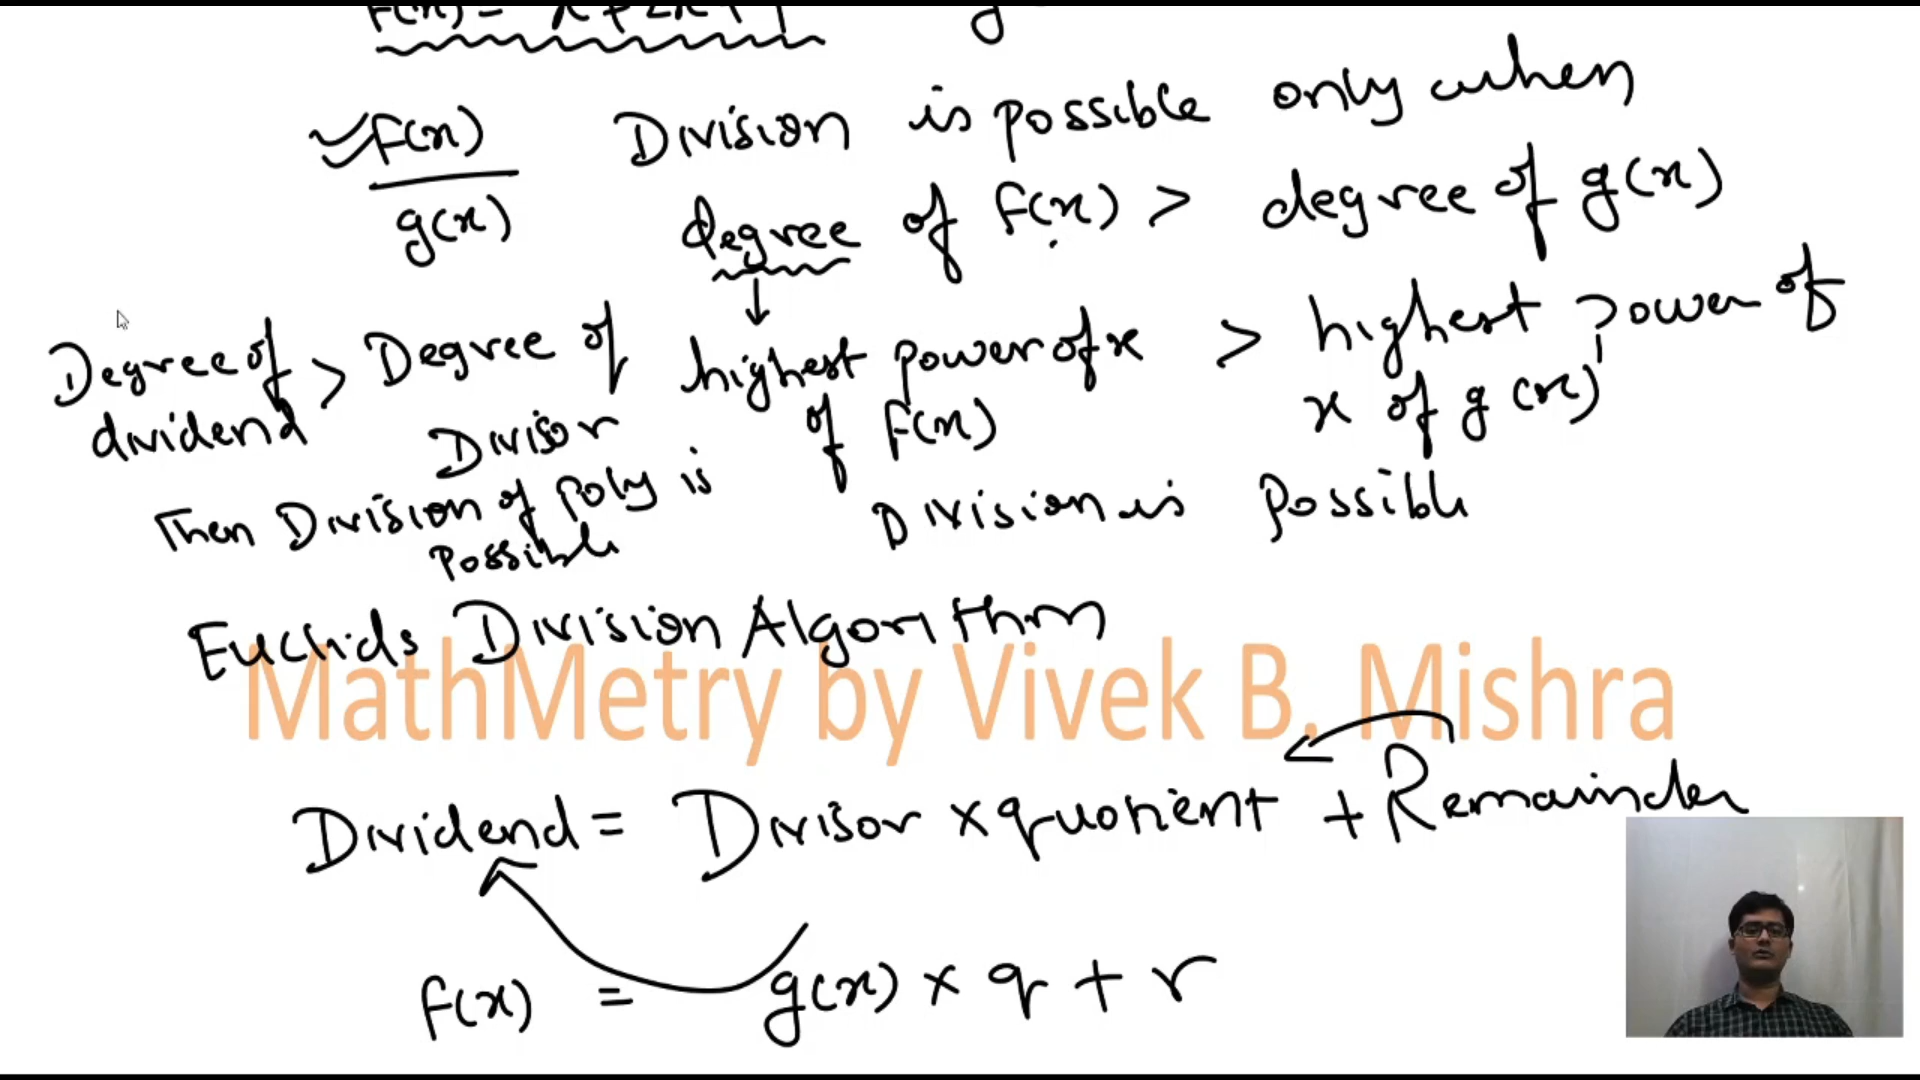 F(x) =
F(x) Division is possible only when
g(x) degree of F(x) > degree of g(x)
Degree of > Degree of highest power of x > highest power of
dividend Divisor of F(x) x of g(x)
Then Division of poly is Division is possible
possible
Euclids Division Algorithm
MathMetry by Vivek B. Mishra
Dividend = Divisor × quotient + Remainder
F(x) = g(x) × q + r